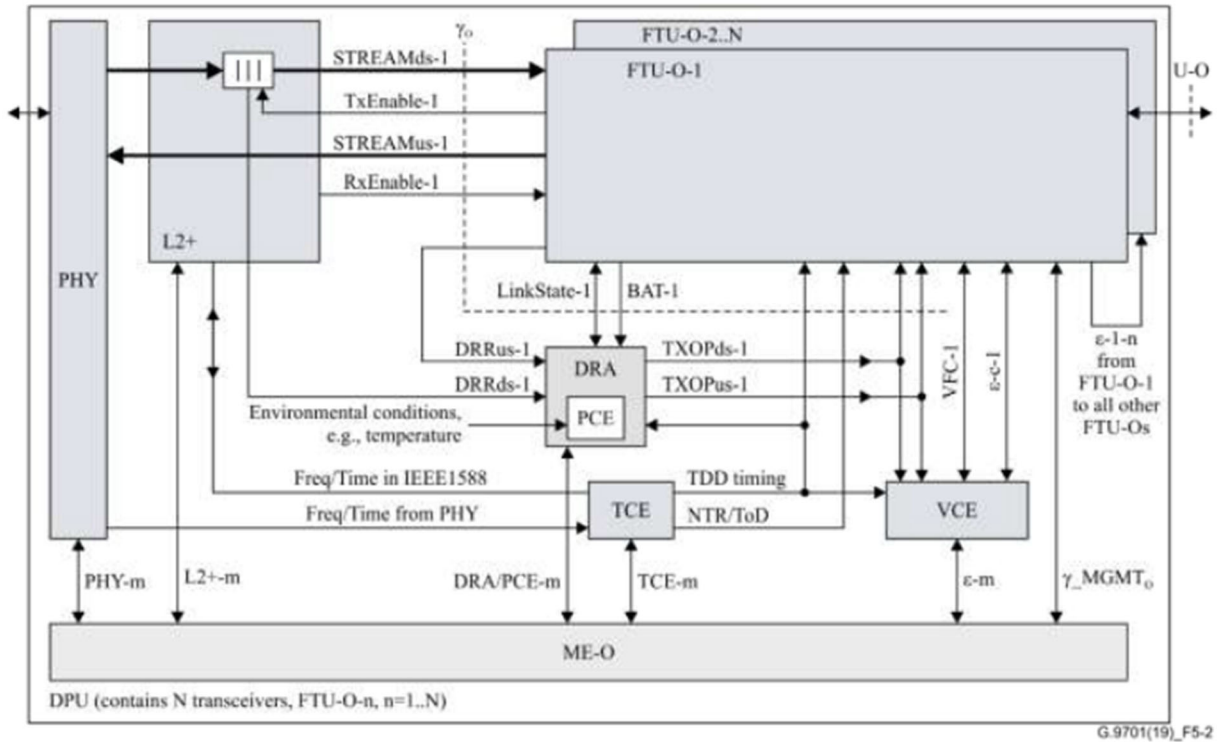 γO
FTU-O-2..N
STREAMds-1
FTU-O-1
U-O
TxEnable-1
STREAMus-1
RxEnable-1
L2+
PHY
LinkState-1
BAT-1
DRRus-1
TXOPds-1
DRA
DRRds-1
TXOPus-1
VFC-1
ε-c-1
ε-1-n
from
FTU-O-1
to all other
FTU-Os
Environmental conditions,
e.g., temperature
PCE
Freq/Time in IEEE1588
TDD timing
TCE
VCE
Freq/Time from PHY
NTR/ToD
PHY-m
L2+-m
DRA/PCE-m
TCE-m
ε-m
γ_MGMTO
ME-O
DPU (contains N transceivers, FTU-O-n, n=1..N)
G.9701(19)_F5-2